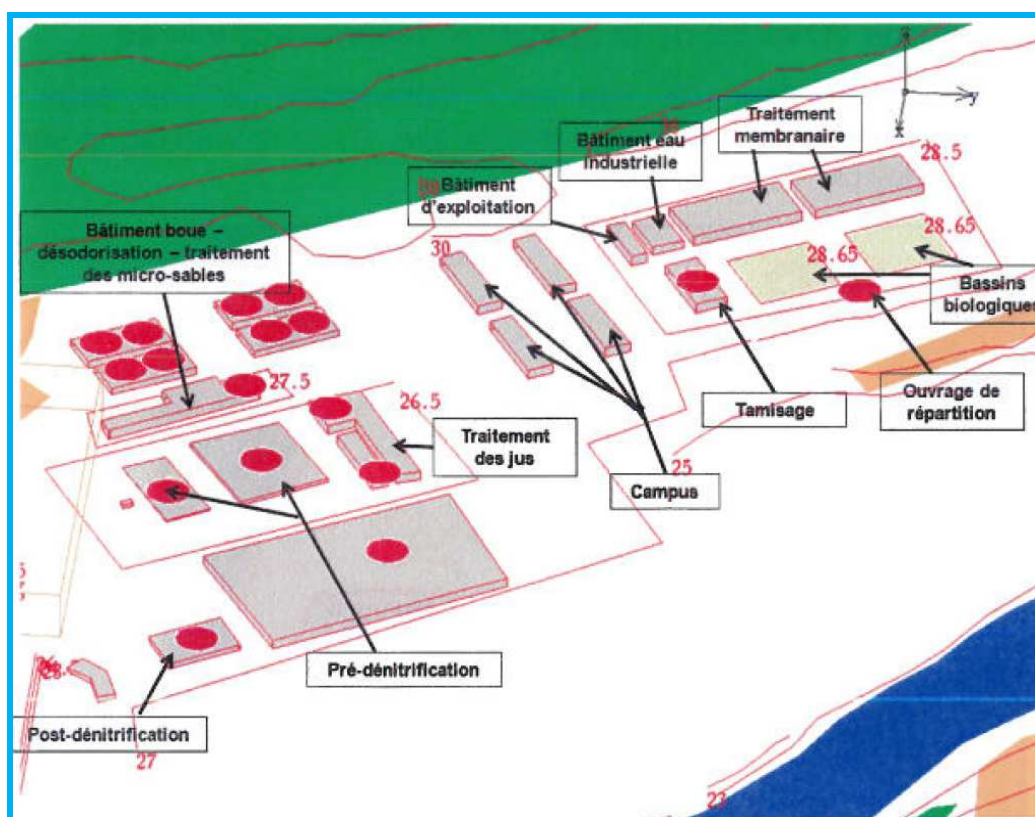 Traitement
membranaire
Bâtiment eau
industrielle
28.5
Bâtiment
d'exploitation
30
28.65
28.65
Bassins
biologiques
Bâtiment boue –
désodorisation – traitement
des micro-sables
27.5
26.5
Traitement
des jus
Tamisage
Ouvrage de
répartition
25
Campus
Pré-dénitrification
Post-dénitrification
27
23
x
y